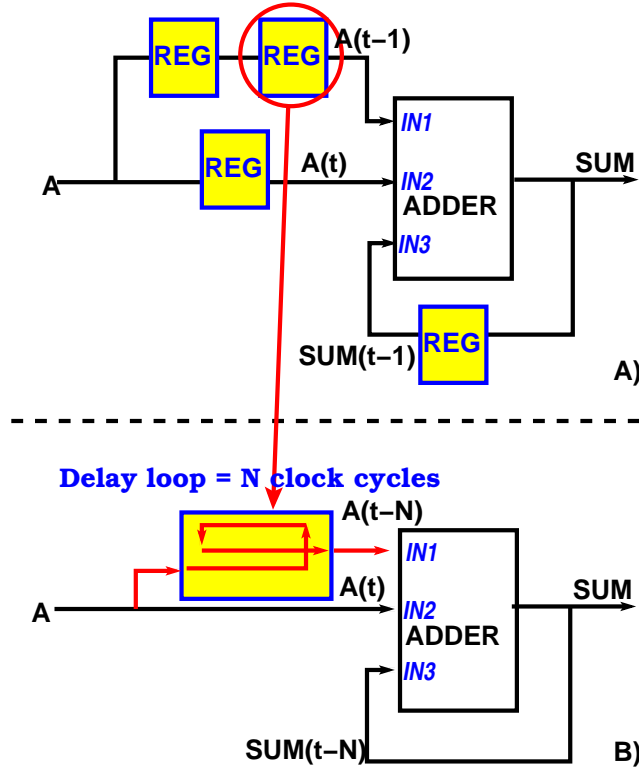 A(t−1)
REG
REG
IN1
A
REG
A(t)
IN2
SUM
ADDER
IN3
SUM(t−1)
REG
A)
Delay loop = N clock cycles
A(t−N)
IN1
A
A(t)
IN2
SUM
ADDER
IN3
SUM(t−N)
B)